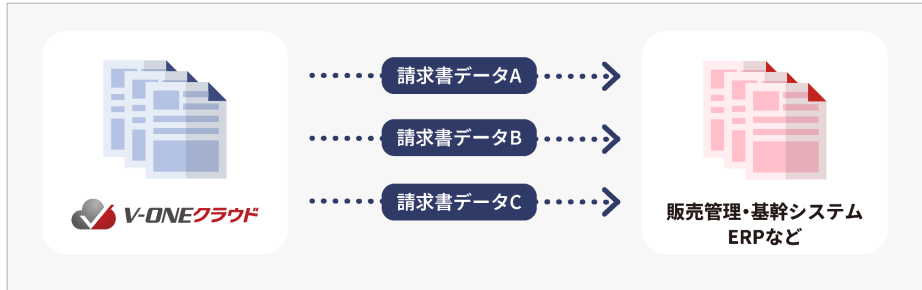 請求書データA
請求書データB
請求書データC
V-ONEクラウド
販売管理・基幹システム
ERPなど